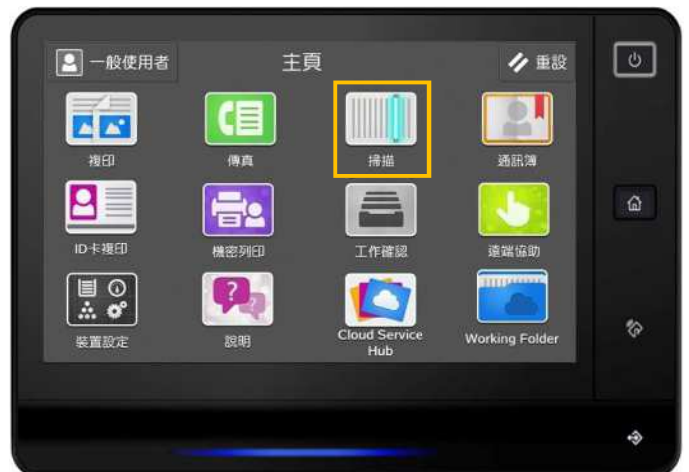 一般使用者
主頁
重設
複印
傳真
掃描
通訊簿
ID卡複印
機密列印
工作確認
遠端協助
裝置設定
說明
Cloud Service
Hub
Working Folder